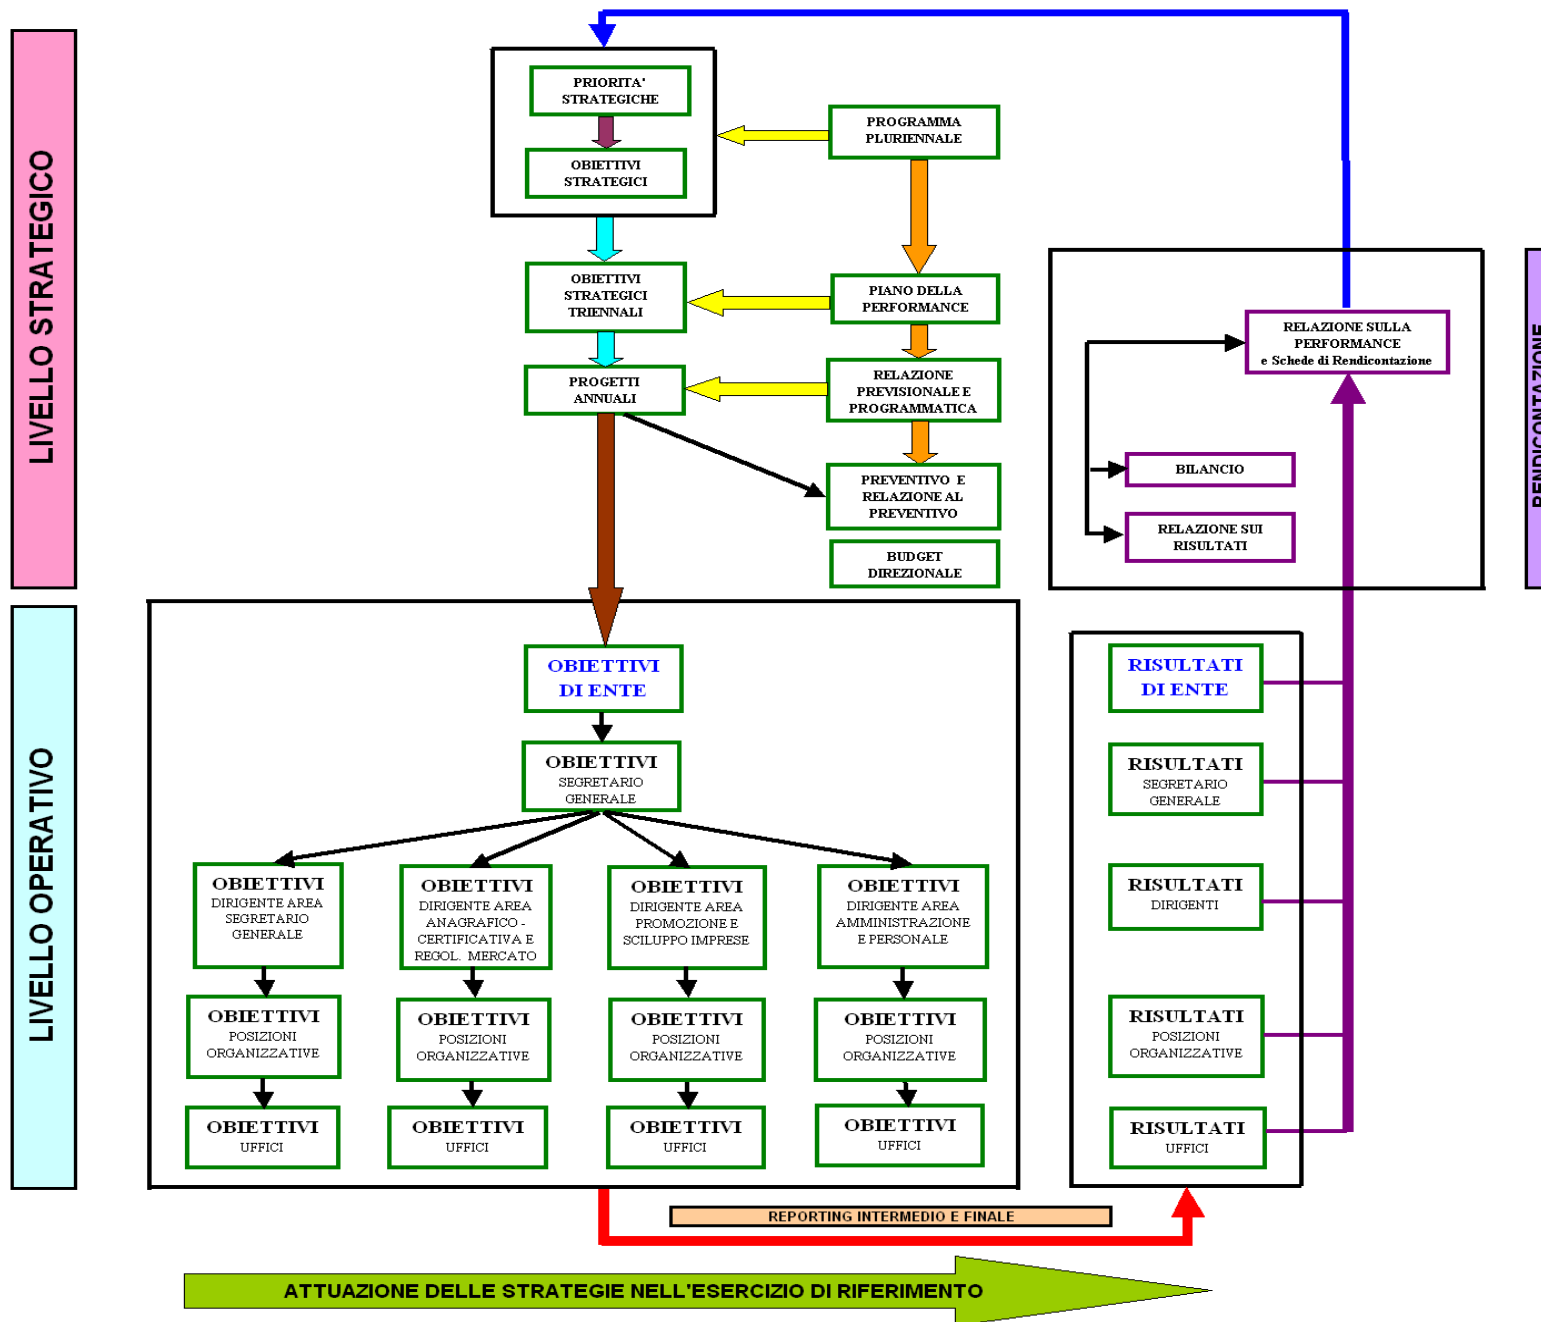 LIVELLO STRATEGICO
PRIORITA'
STRATEGICHE
OBIETTIVI
STRATEGICI
PROGRAMMA
PLURIENNALE
OBIETTIVI
STRATEGICI
TRIENNALI
PIANO DELLA
PERFORMANCE
PROGETTI
ANNUALI
RELAZIONE
PREVISIONALE E
PROGRAMMATICA
PREVENTIVO E
RELAZIONE AL
PREVENTIVO
BUDGET
DIREZIONALE
RELAZIONE SULLA
PERFORMANCE
e Schede di Rendicontazione
BILANCIO
RELAZIONE SUI
RISULTATI
RENDICONTAZIONE
LIVELLO OPERATIVO
OBIETTIVI
DI ENTE
OBIETTIVI
SEGRETARIO
GENERALE
OBIETTIVI
DIRIGENTE AREA
SEGRETARIO
GENERALE
OBIETTIVI
DIRIGENTE AREA
ANAGRAFICO -
CERTIFICATIVA E
REGOL. MERCATO
OBIETTIVI
DIRIGENTE AREA
PROMOZIONE E
SCILUPPO IMPRESE
OBIETTIVI
DIRIGENTE AREA
AMMINISTRAZIONE
E PERSONALE
OBIETTIVI
POSIZIONI
ORGANIZZATIVE
OBIETTIVI
POSIZIONI
ORGANIZZATIVE
OBIETTIVI
POSIZIONI
ORGANIZZATIVE
OBIETTIVI
POSIZIONI
ORGANIZZATIVE
OBIETTIVI
UFFICI
OBIETTIVI
UFFICI
OBIETTIVI
UFFICI
OBIETTIVI
UFFICI
RISULTATI
DI ENTE
RISULTATI
SEGRETARIO
GENERALE
RISULTATI
DIRIGENTI
RISULTATI
POSIZIONI
ORGANIZZATIVE
RISULTATI
UFFICI
REPORTING INTERMEDIO E FINALE
ATTUAZIONE DELLE STRATEGIE NELL'ESERCIZIO DI RIFERIMENTO